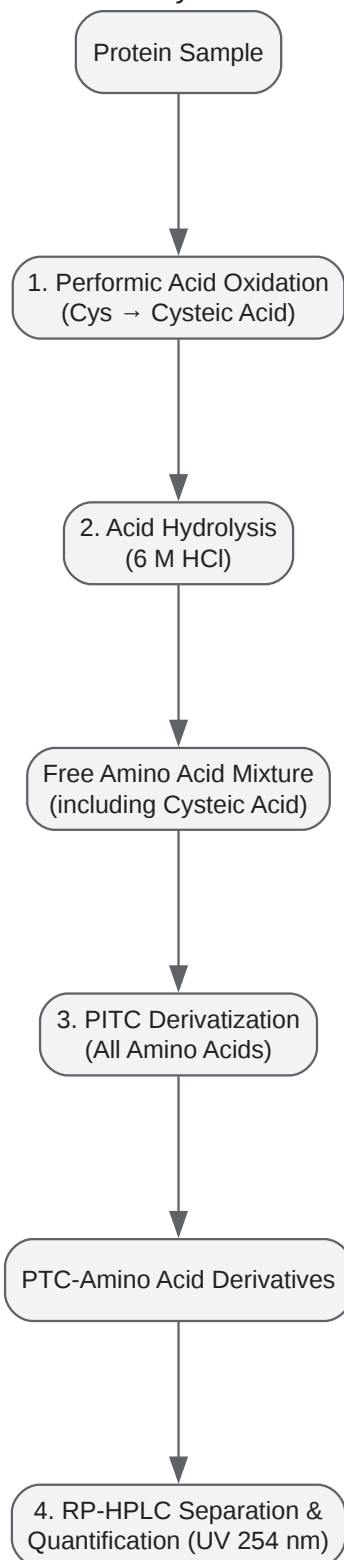 Protein Sample
1. Performic Acid Oxidation
(Cys → Cysteic Acid)
2. Acid Hydrolysis
(6 M HCl)
Free Amino Acid Mixture
(including Cysteic Acid)
3. PITC Derivatization
(All Amino Acids)
PTC-Amino Acid Derivatives
4. RP-HPLC Separation &
Quantification (UV 254 nm)